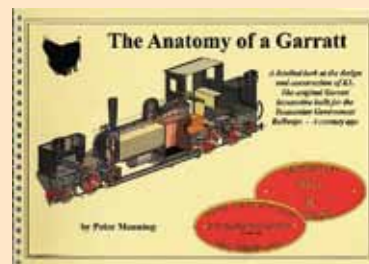 The Anatomy of a Garratt
A detailed look at the design
and construction of K1.
The original Garratt
locomotive built for the
Tasmanian Government
Railways - A century ago.
by Peter Manning